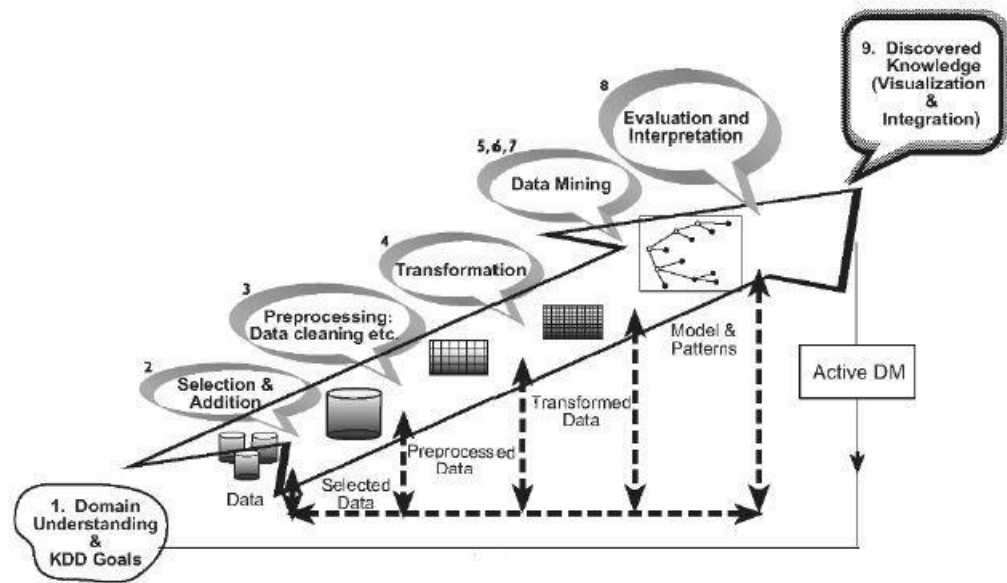 9. Discovered
Knowledge
(Visualization
&
Integration)
8
Evaluation and
Interpretation
5,6,7
Data Mining
4
Transformation
3
Preprocessing:
Data cleaning etc.
2
Selection &
Addition
Model &
Patterns
Active DM
Transformed
Data
Preprocessed
Data
Selected
Data
Data
1. Domain
Understanding
&
KDD Goals